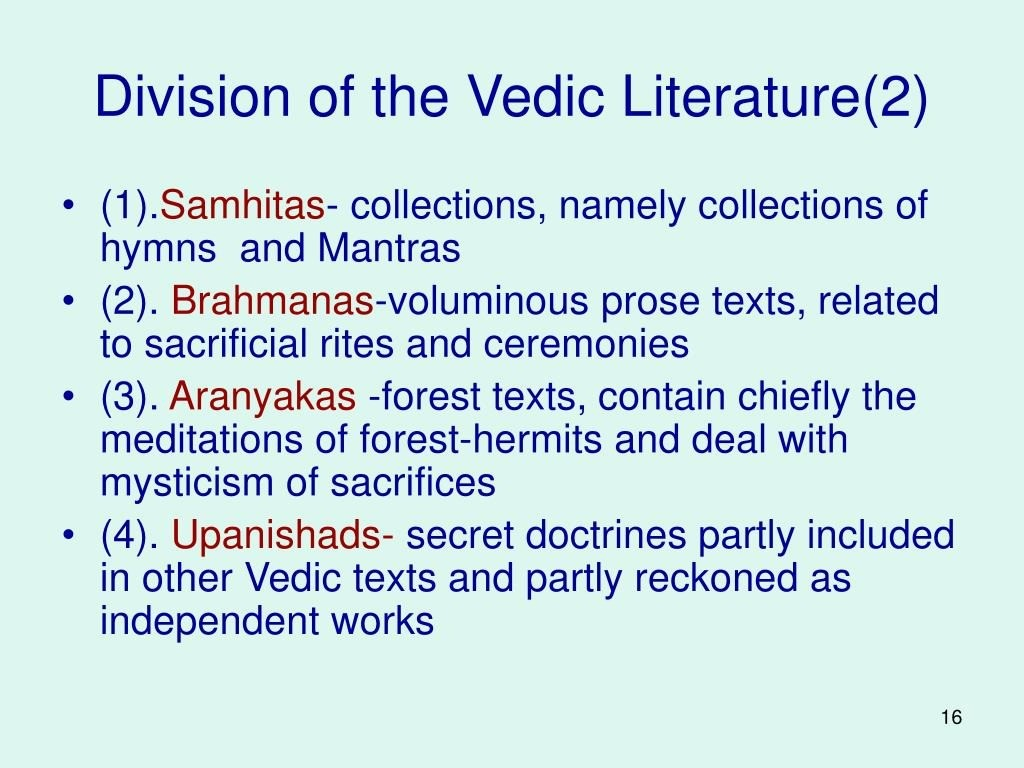 Division of the Vedic Literature(2)
• (1).Samhitas- collections, namely collections of
hymns  and Mantras
• (2). Brahmanas-voluminous prose texts, related
to sacrificial rites and ceremonies
• (3). Aranyakas -forest texts, contain chiefly the
meditations of forest-hermits and deal with
mysticism of sacrifices
• (4). Upanishads- secret doctrines partly included
in other Vedic texts and partly reckoned as
independent works
16